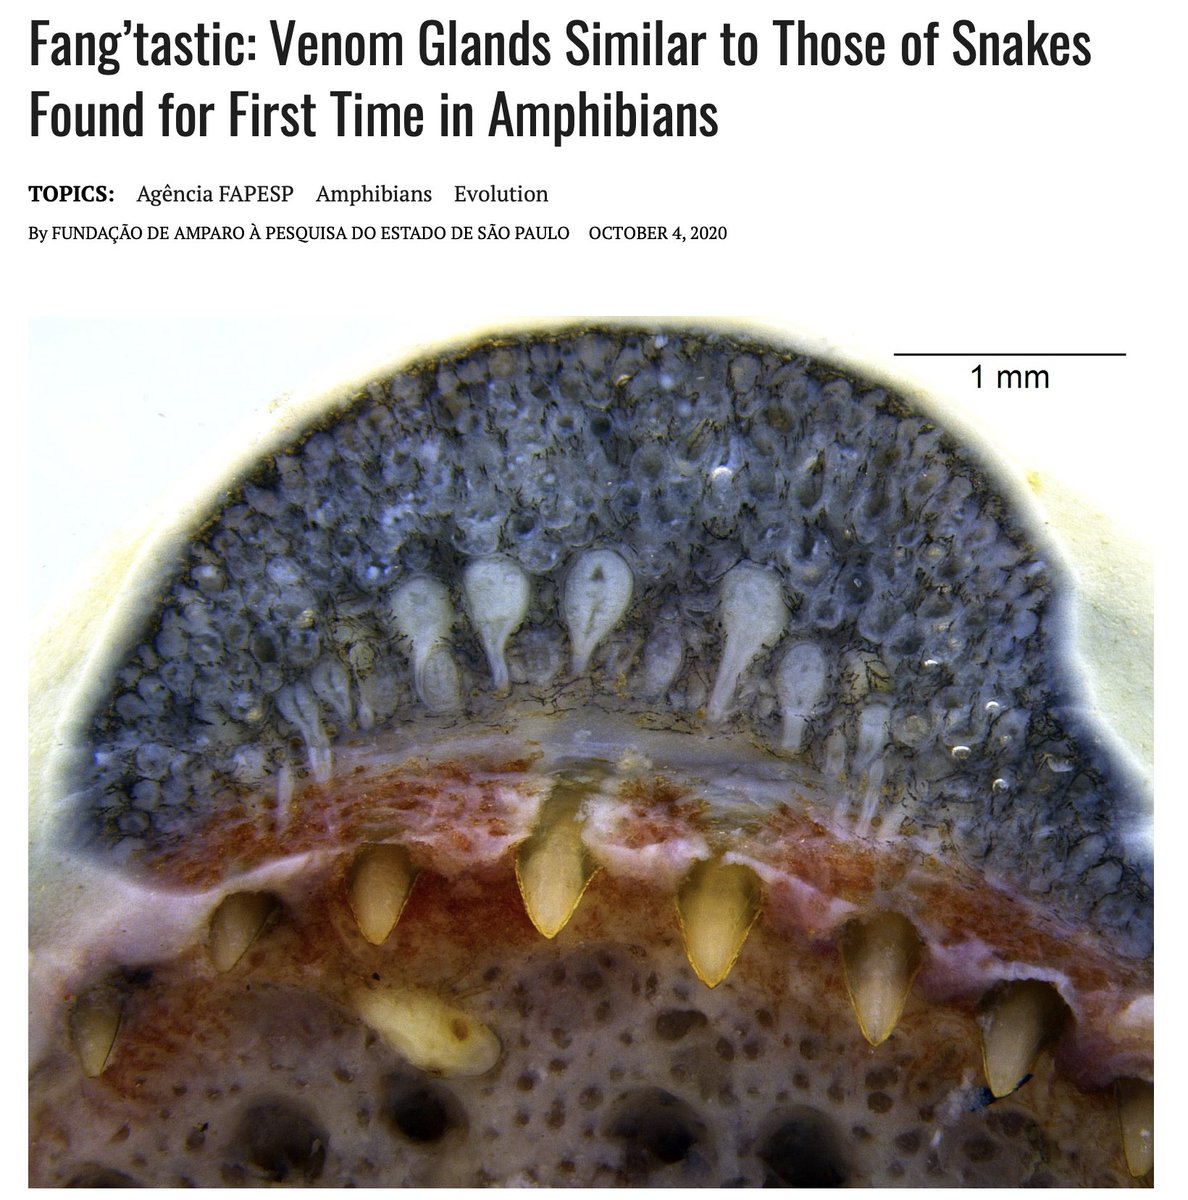 Fang’tastic: Venom Glands Similar to Those of Snakes
Found for First Time in Amphibians
TOPICS: Agência FAPESP Amphibians Evolution
By FUNDAÇÃO DE AMPARO À PESQUISA DO ESTADO DE SÃO PAULO OCTOBER 4, 2020
1 mm